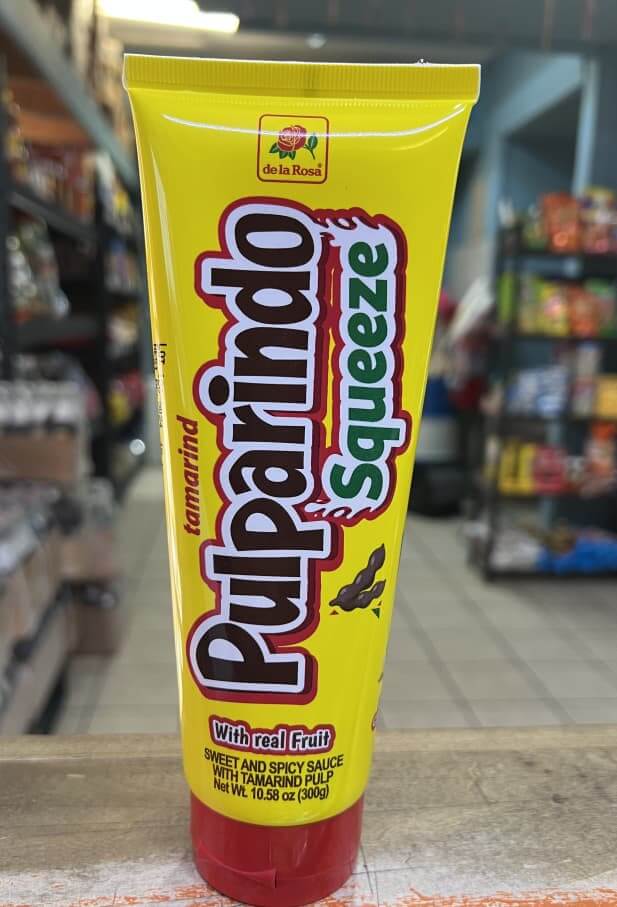 de la Rosa
tamarind
Pulparindo
Squeeze
With real Fruit
SWEET AND SPICY SAUCE
WITH TAMARIND PULP
Net Wt. 10.58 oz (300g)